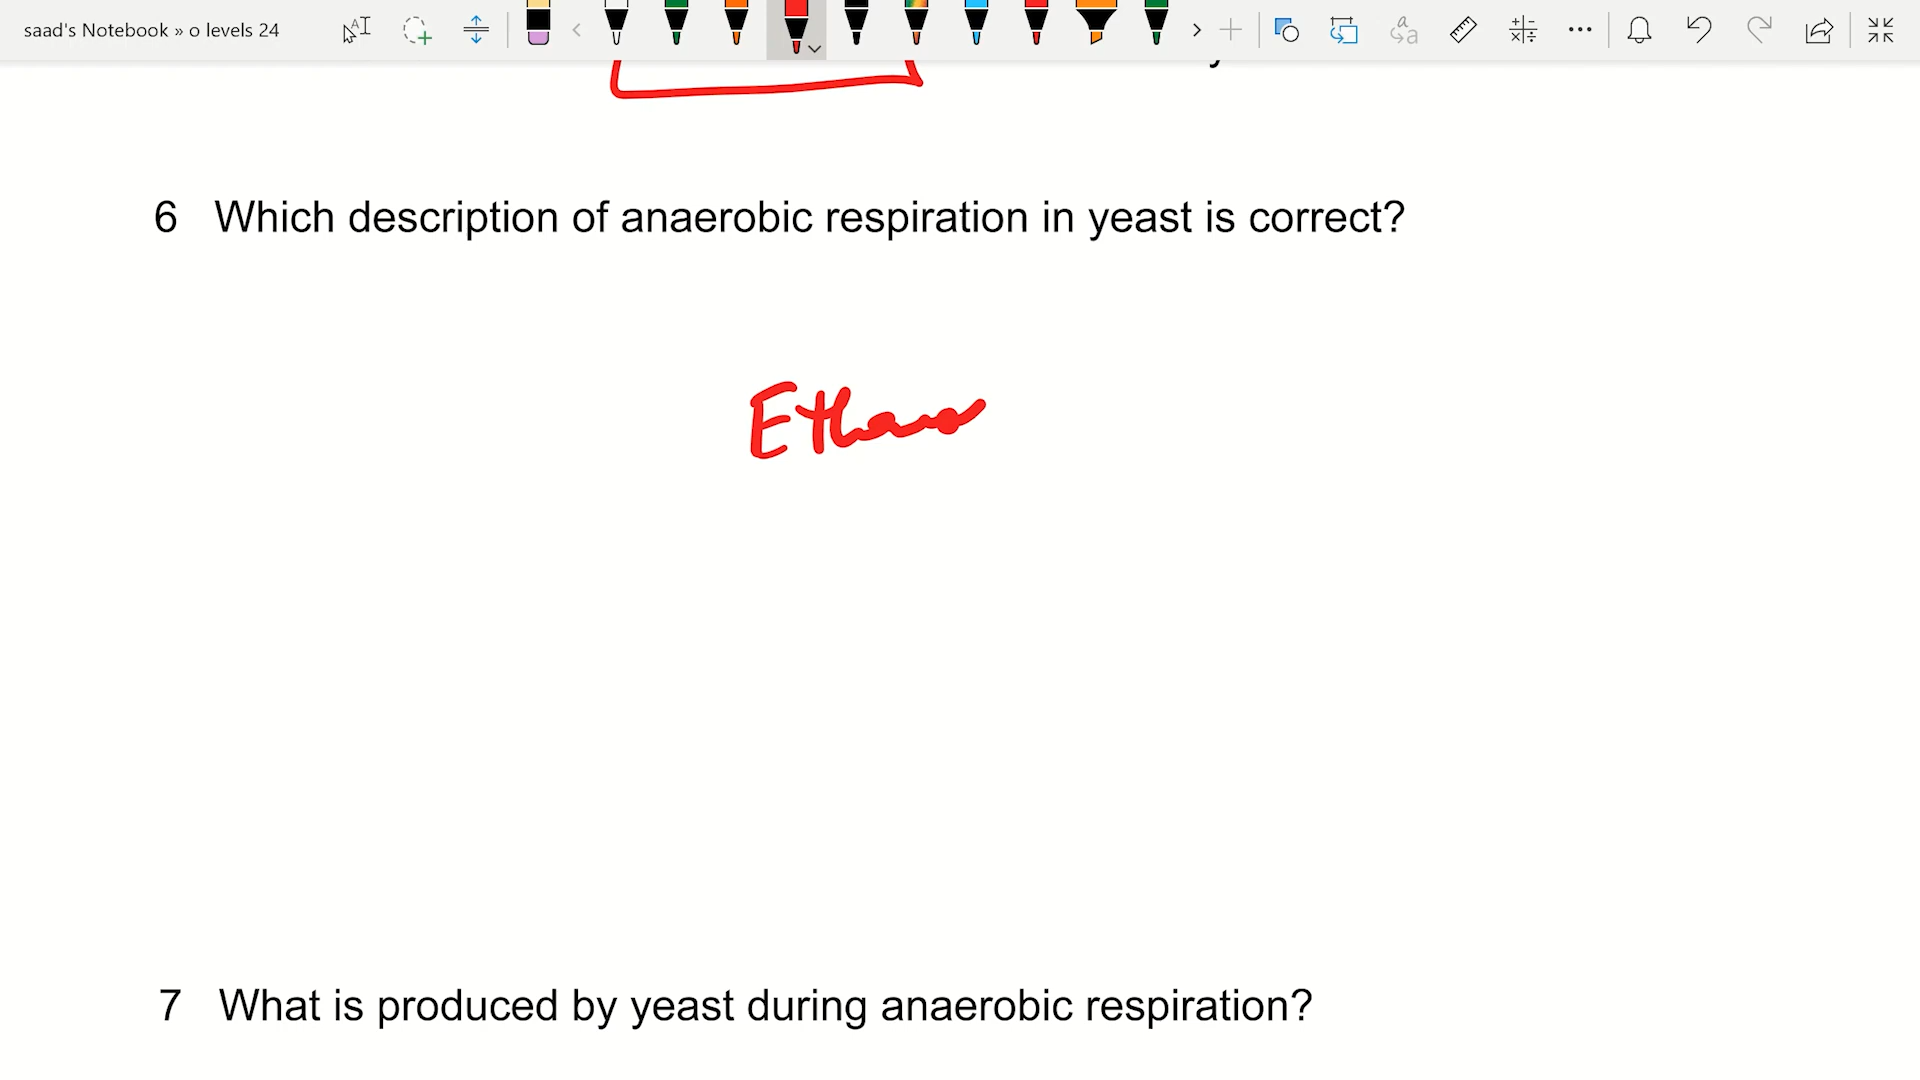 saad's Notebook » o levels 24
6 Which description of anaerobic respiration in yeast is correct?
Ethano
7 What is produced by yeast during anaerobic respiration?